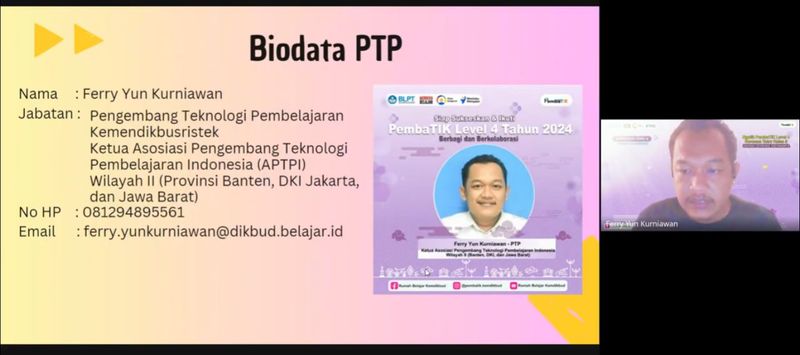 Biodata PTP
Nama : Ferry Yun Kurniawan
Jabatan : Pengembang Teknologi Pembelajaran
Kemendikbusristek
Ketua Asosiasi Pengembang Teknologi
Pembelajaran Indonesia (APTPI)
Wilayah II (Provinsi Banten, DKI Jakarta,
dan Jawa Barat)
No HP : 081294895561
Email : ferry.yunkurniawan@dikbud.belajar.id
BLPT
PembaTIK
Siap Sukseskan & Ikuti
PembaTIK Level 4 Tahun 2024
Berbagi dan Berkolaborasi
Ferry Yun Kurniawan - PTP
Ketua Asosiasi Pengembang Teknologi Pembelajaran Indonesia
Wilayah II (Banten, DKI, dan Jawa Barat)
Rumah Belajar Kemdikbud
@pembatik.kemdikbud
Rumah Belajar Kemdikbud
Ferry Yun Kurniawan